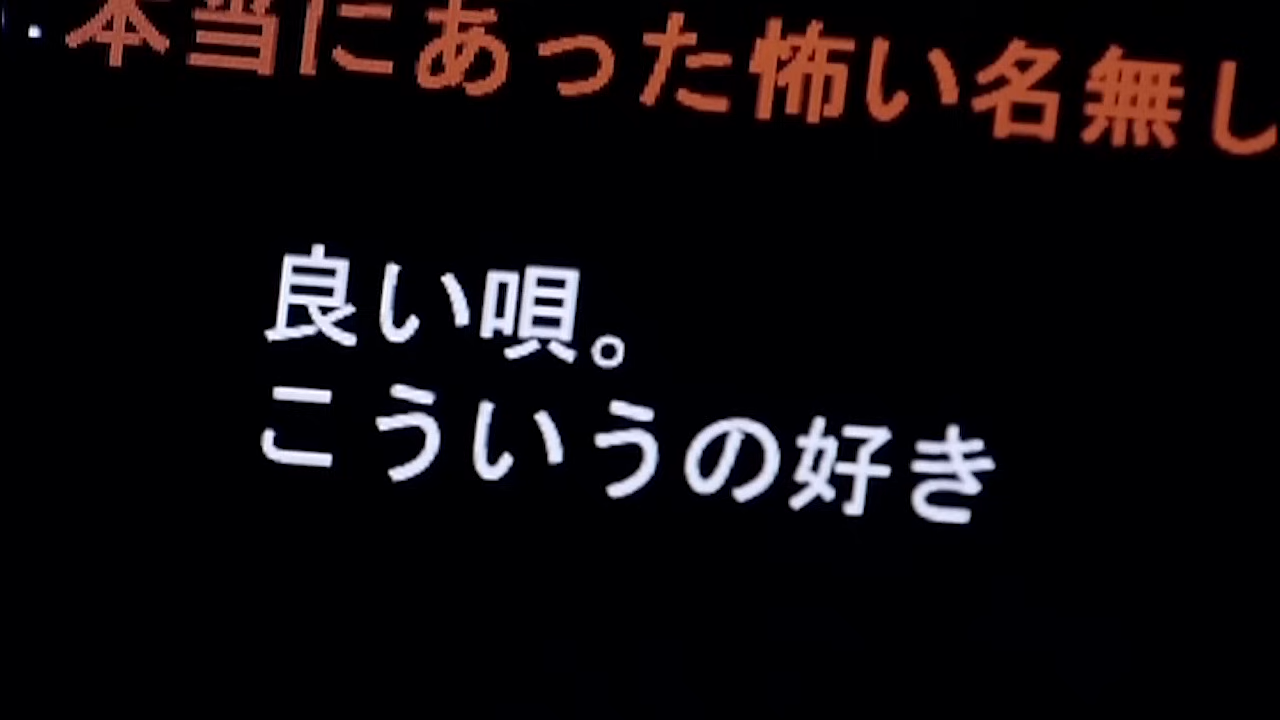 本当にあった怖い名無し
良い唄。
こういうの好き